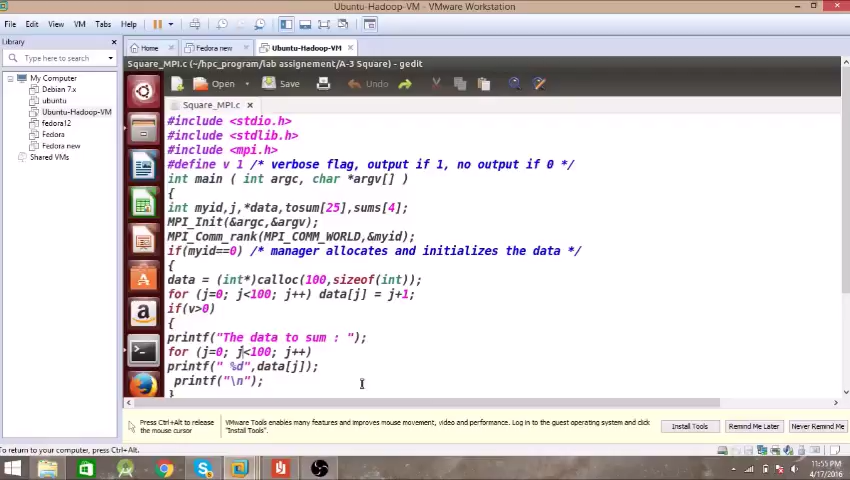 Ubuntu-Hadoop-VM - VMware Workstation
File Edit View VM Tabs Help
Library
Type here to search
My Computer
Debian 7.x
ubuntu
Ubuntu-Hadoop-VM
fedora12
Fedora
Fedora new
Shared VMs
Home Fedora new Ubuntu-Hadoop-VM
Square_MPI.c (~/hpc_program/lab assignement/A-3 Square) - gedit
Open Save Undo
Square_MPI.c
#include <stdio.h>
#include <stdlib.h>
#include <mpi.h>
#define v 1 /* verbose flag, output if 1, no output if 0 */
int main ( int argc, char *argv[] )
{
int myid,j,*data,tosum[25],sums[4];
MPI_Init(&argc,&argv);
MPI_Comm_rank(MPI_COMM_WORLD,&myid);
if(myid==0) /* manager allocates and initializes the data */
{
data = (int*)calloc(100,sizeof(int));
for (j=0; j<100; j++) data[j] = j+1;
if(v>0)
{
printf("The data to sum : ");
for (j=0; j<100; j++)
printf(" %d",data[j]);
printf("\n");
}
Press Ctrl+Alt to release the mouse cursor
VMware Tools enables many features and improves mouse movement, video and performance. Log in to the guest operating system and click "Install Tools".
Install Tools Remind Me Later Never Remind Me
To return to your computer, press Ctrl+Alt.
11:55 PM
4/17/2016